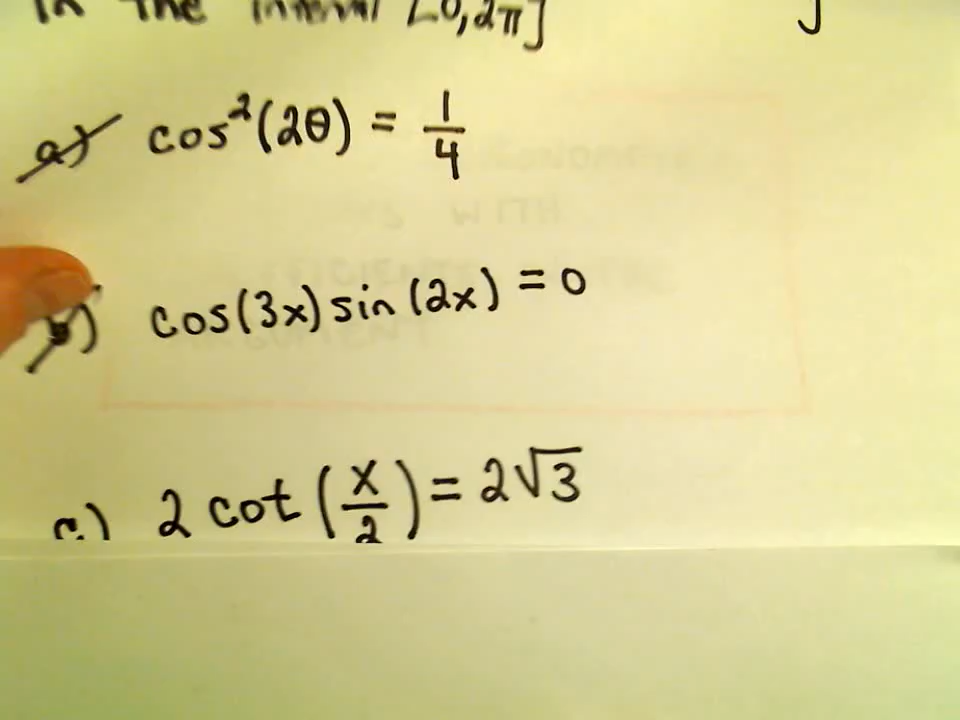 in the interval [0,2π]
a) cos²(2θ) = 1/4
b) cos(3x) sin(2x) = 0
c) 2 cot(x/2) = 2√3